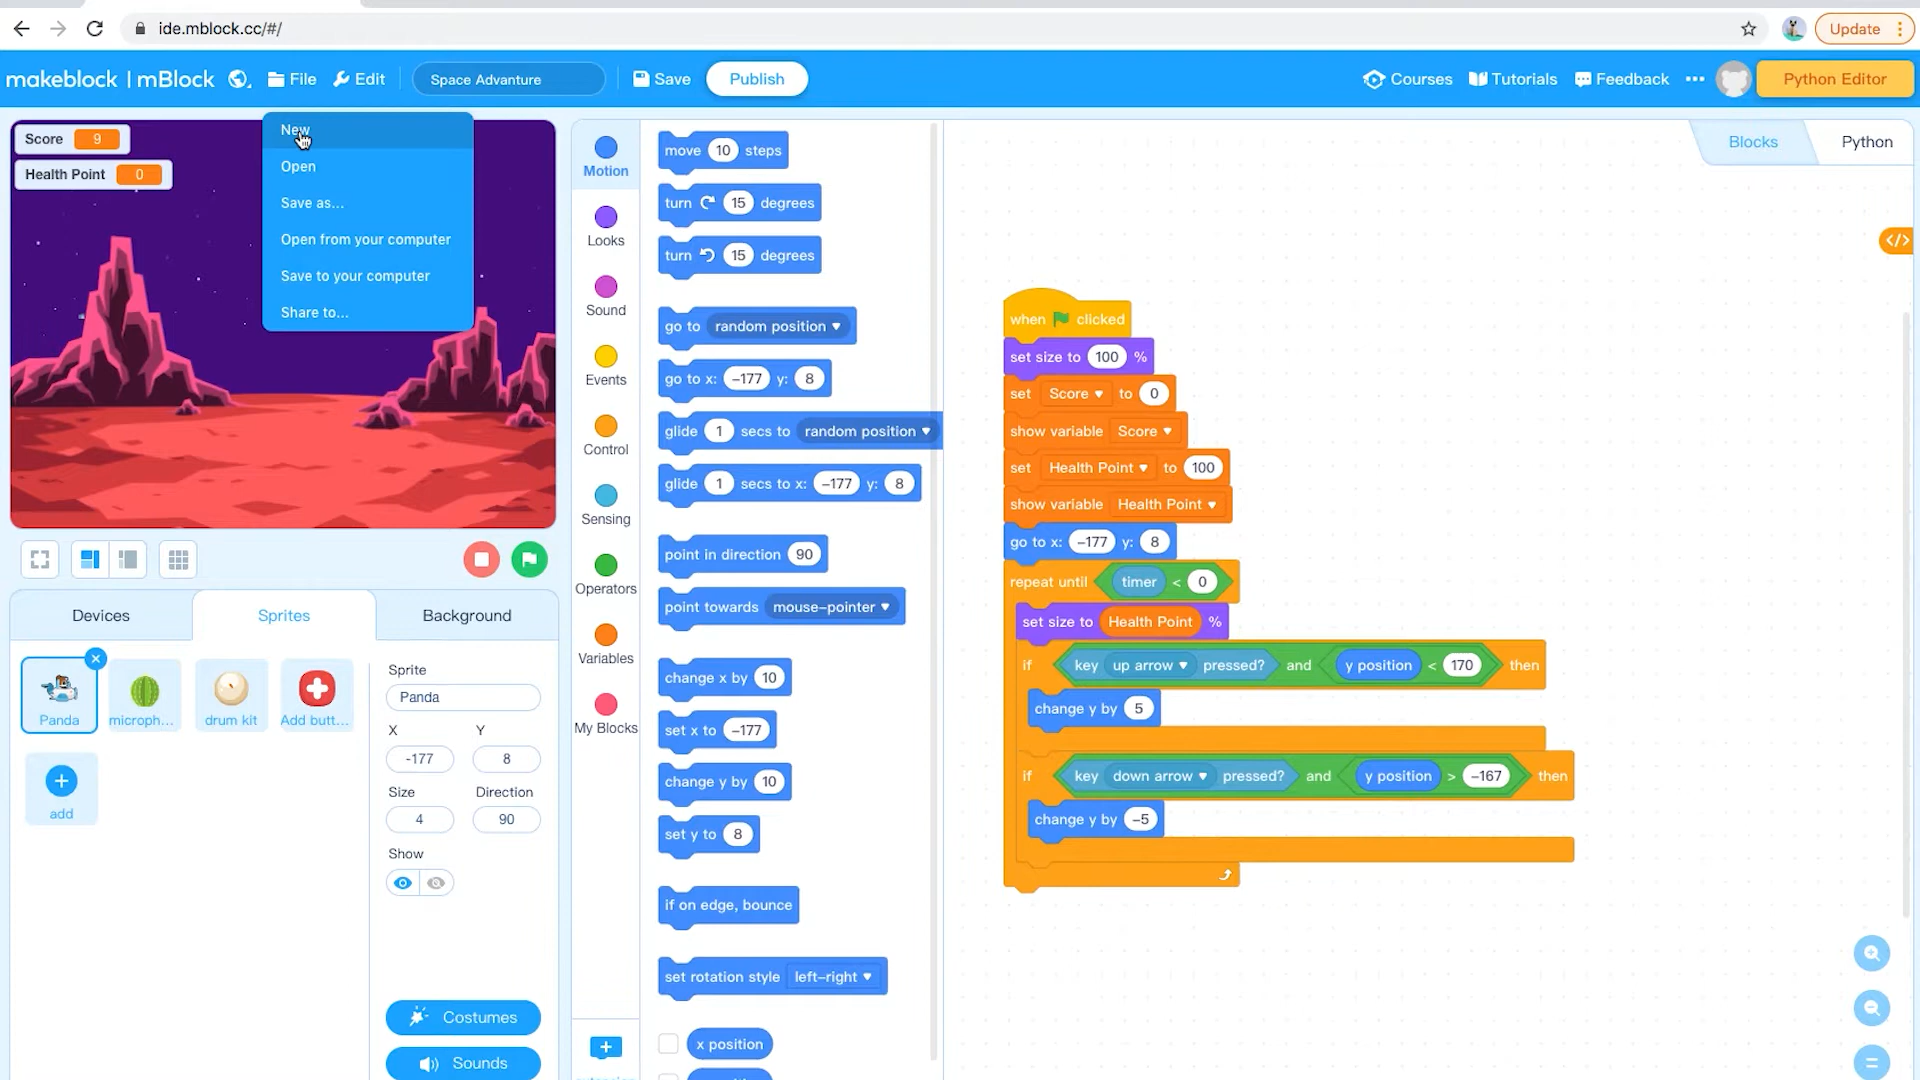 ide.mblock.cc/#/
Update
makeblock | mBlock
File
Edit
Space Advanture
Save
Publish
Courses
Tutorials
Feedback
Python Editor
Score 9
Health Point 0
New
Open
Save as...
Open from your computer
Save to your computer
Share to...
Devices
Sprites
Background
Panda
microph...
drum kit
Add butt...
add
Sprite
Panda
X
Y
-177
8
Size
Direction
4
90
Show
Costumes
Sounds
Motion
Looks
Sound
Events
Control
Sensing
Operators
Variables
My Blocks
move 10 steps
turn 15 degrees
turn 15 degrees
go to random position
go to x: -177 y: 8
glide 1 secs to random position
glide 1 secs to x: -177 y: 8
point in direction 90
point towards mouse-pointer
change x by 10
set x to -177
change y by 10
set y to 8
if on edge, bounce
set rotation style left-right
x position
Blocks
Python
</>
when clicked
set size to 100 %
set Score to 0
show variable Score
set Health Point to 100
show variable Health Point
go to x: -177 y: 8
repeat until timer < 0
set size to Health Point %
if key up arrow pressed? and y position < 170 then
change y by 5
if key down arrow pressed? and y position > -167 then
change y by -5